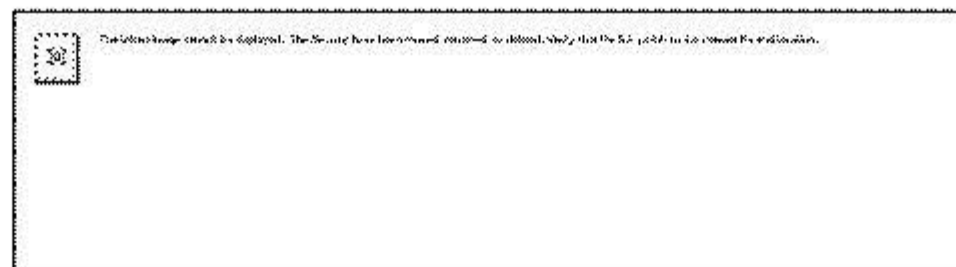 The linked image cannot be displayed. The file may have been moved, renamed, or deleted. Verify that the link points to the correct file and location.